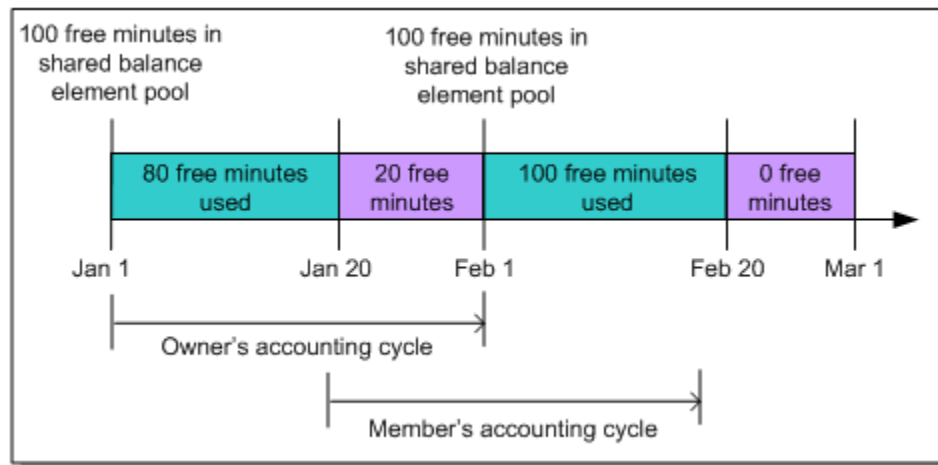 100 free minutes in
shared balance
element pool
100 free minutes in
shared balance
element pool
80 free minutes
used
20 free
minutes
100 free minutes
used
0 free
minutes
Jan 1
Jan 20
Feb 1
Feb 20
Mar 1
Owner's accounting cycle
Member's accounting cycle